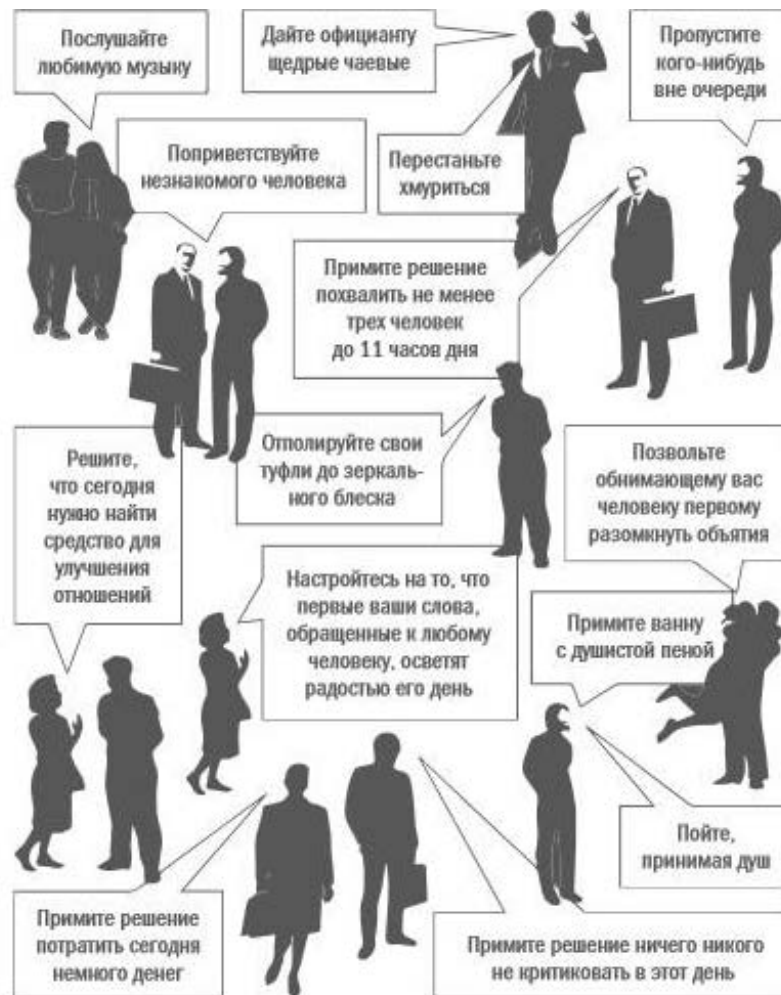 Послушайте
любимую музыку
Дайте официанту
щедрые чаевые
Пропустите
кого-нибудь
вне очереди
Поприветствуйте
незнакомого человека
Перестаньте
хмуриться
Примите решение
похвалить не менее
трех человек
до 11 часов дня
Решите,
что сегодня
нужно найти
средство для
улучшения
отношений
Отполируйте свои
туфли до зеркаль-
ного блеска
Позвольте
обнимающему вас
человеку первому
разомкнуть объятия
Настройтесь на то, что
первые ваши слова,
обращенные к любому
человеку, осветят
радостью его день
Примите ванну
с душистой пеной
Пойте,
принимая душ
Примите решение
потратить сегодня
немного денег
Примите решение ничего никого
не критиковать в этот день